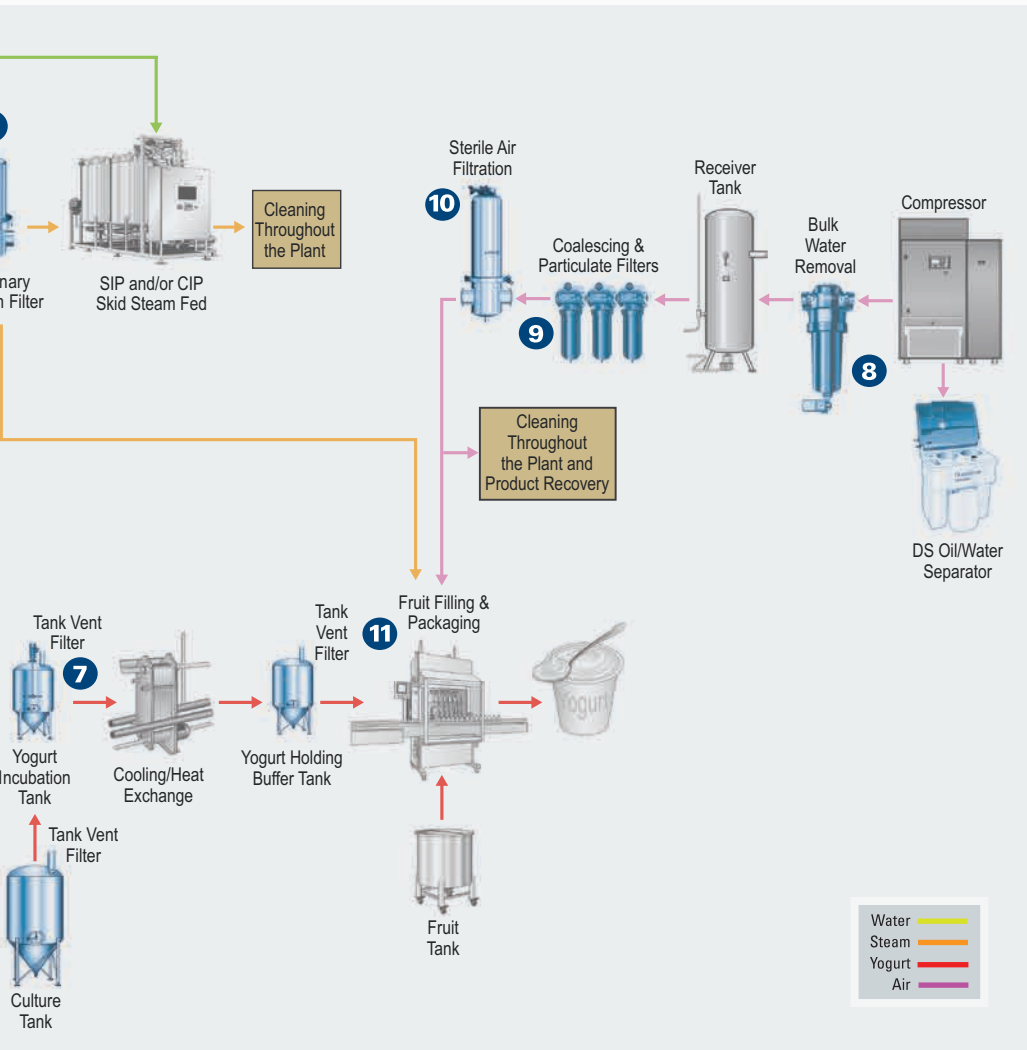 Sterile Air
Filtration
10
Receiver
Tank
Compressor
Cleaning
Throughout
the Plant
Bulk
Water
Removal
Coalescing &
Particulate Filters
nary
n Filter
SIP and/or CIP
Skid Steam Fed
9
8
Cleaning
Throughout
the Plant and
Product Recovery
DS Oil/Water
Separator
Tank Vent
Filter
7
Tank
Vent
Filter
11
Fruit Filling &
Packaging
Yogurt
Yogurt
Incubation
Tank
Cooling/Heat
Exchange
Yogurt Holding
Buffer Tank
Tank Vent
Filter
Fruit
Tank
Culture
Tank
Water
Steam
Yogurt
Air